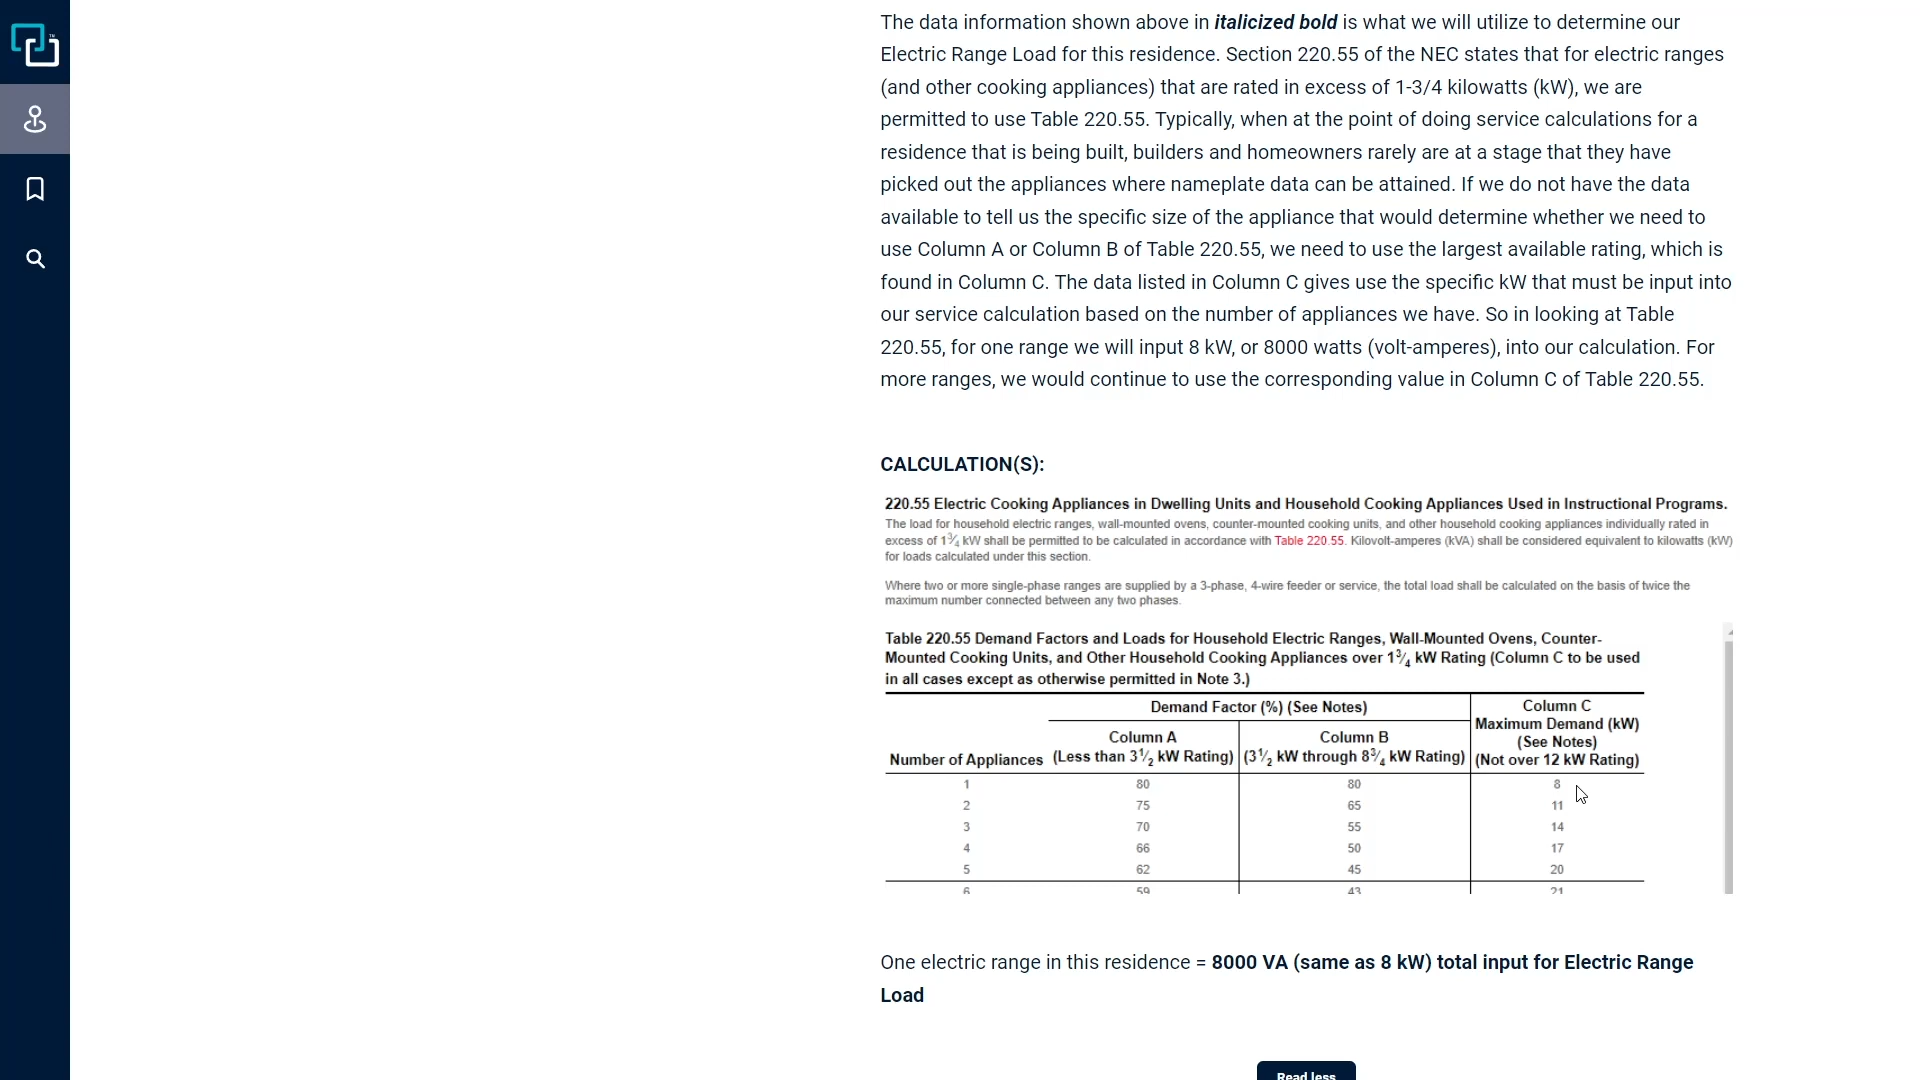 The data information shown above in italicized bold is what we will utilize to determine our
Electric Range Load for this residence. Section 220.55 of the NEC states that for electric ranges
(and other cooking appliances) that are rated in excess of 1-3/4 kilowatts (kW), we are
permitted to use Table 220.55. Typically, when at the point of doing service calculations for a
residence that is being built, builders and homeowners rarely are at a stage that they have
picked out the appliances where nameplate data can be attained. If we do not have the data
available to tell us the specific size of the appliance that would determine whether we need to
use Column A or Column B of Table 220.55, we need to use the largest available rating, which is
found in Column C. The data listed in Column C gives use the specific kW that must be input into
our service calculation based on the number of appliances we have. So in looking at Table
220.55, for one range we will input 8 kW, or 8000 watts (volt-amperes), into our calculation. For
more ranges, we would continue to use the corresponding value in Column C of Table 220.55.
CALCULATION(S):
220.55 Electric Cooking Appliances in Dwelling Units and Household Cooking Appliances Used in Instructional Programs.
The load for household electric ranges, wall-mounted ovens, counter-mounted cooking units, and other household cooking appliances individually rated in
excess of 1¾ kW shall be permitted to be calculated in accordance with Table 220.55. Kilovolt-amperes (kVA) shall be considered equivalent to kilowatts (kW)
for loads calculated under this section.
Where two or more single-phase ranges are supplied by a 3-phase, 4-wire feeder or service, the total load shall be calculated on the basis of twice the
maximum number connected between any two phases.
Table 220.55 Demand Factors and Loads for Household Electric Ranges, Wall-Mounted Ovens, Counter-
Mounted Cooking Units, and Other Household Cooking Appliances over 1¾ kW Rating (Column C to be used
in all cases except as otherwise permitted in Note 3.)
Demand Factor (%) (See Notes)
Column C
Maximum Demand (kW)
(See Notes)
(Not over 12 kW Rating)
Column A
(Less than 3½ kW Rating)
Column B
(3½ kW through 8¾ kW Rating)
Number of Appliances
1 80 80 8
2 75 65 11
3 70 55 14
4 66 50 17
5 62 45 20
6 59 43 21
One electric range in this residence = 8000 VA (same as 8 kW) total input for Electric Range
Load
Read less